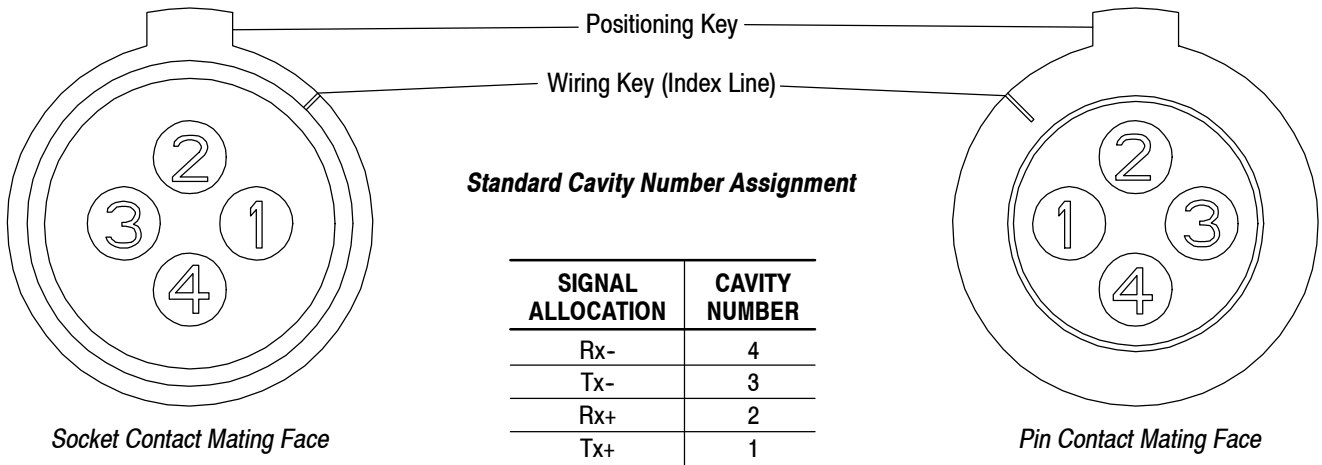 Positioning Key
Wiring Key (Index Line)
2
3
1
4
Socket Contact Mating Face
Standard Cavity Number Assignment
SIGNAL ALLOCATION CAVITY NUMBER
Rx- 4
Tx- 3
Rx+ 2
Tx+ 1
2
1
3
4
Pin Contact Mating Face